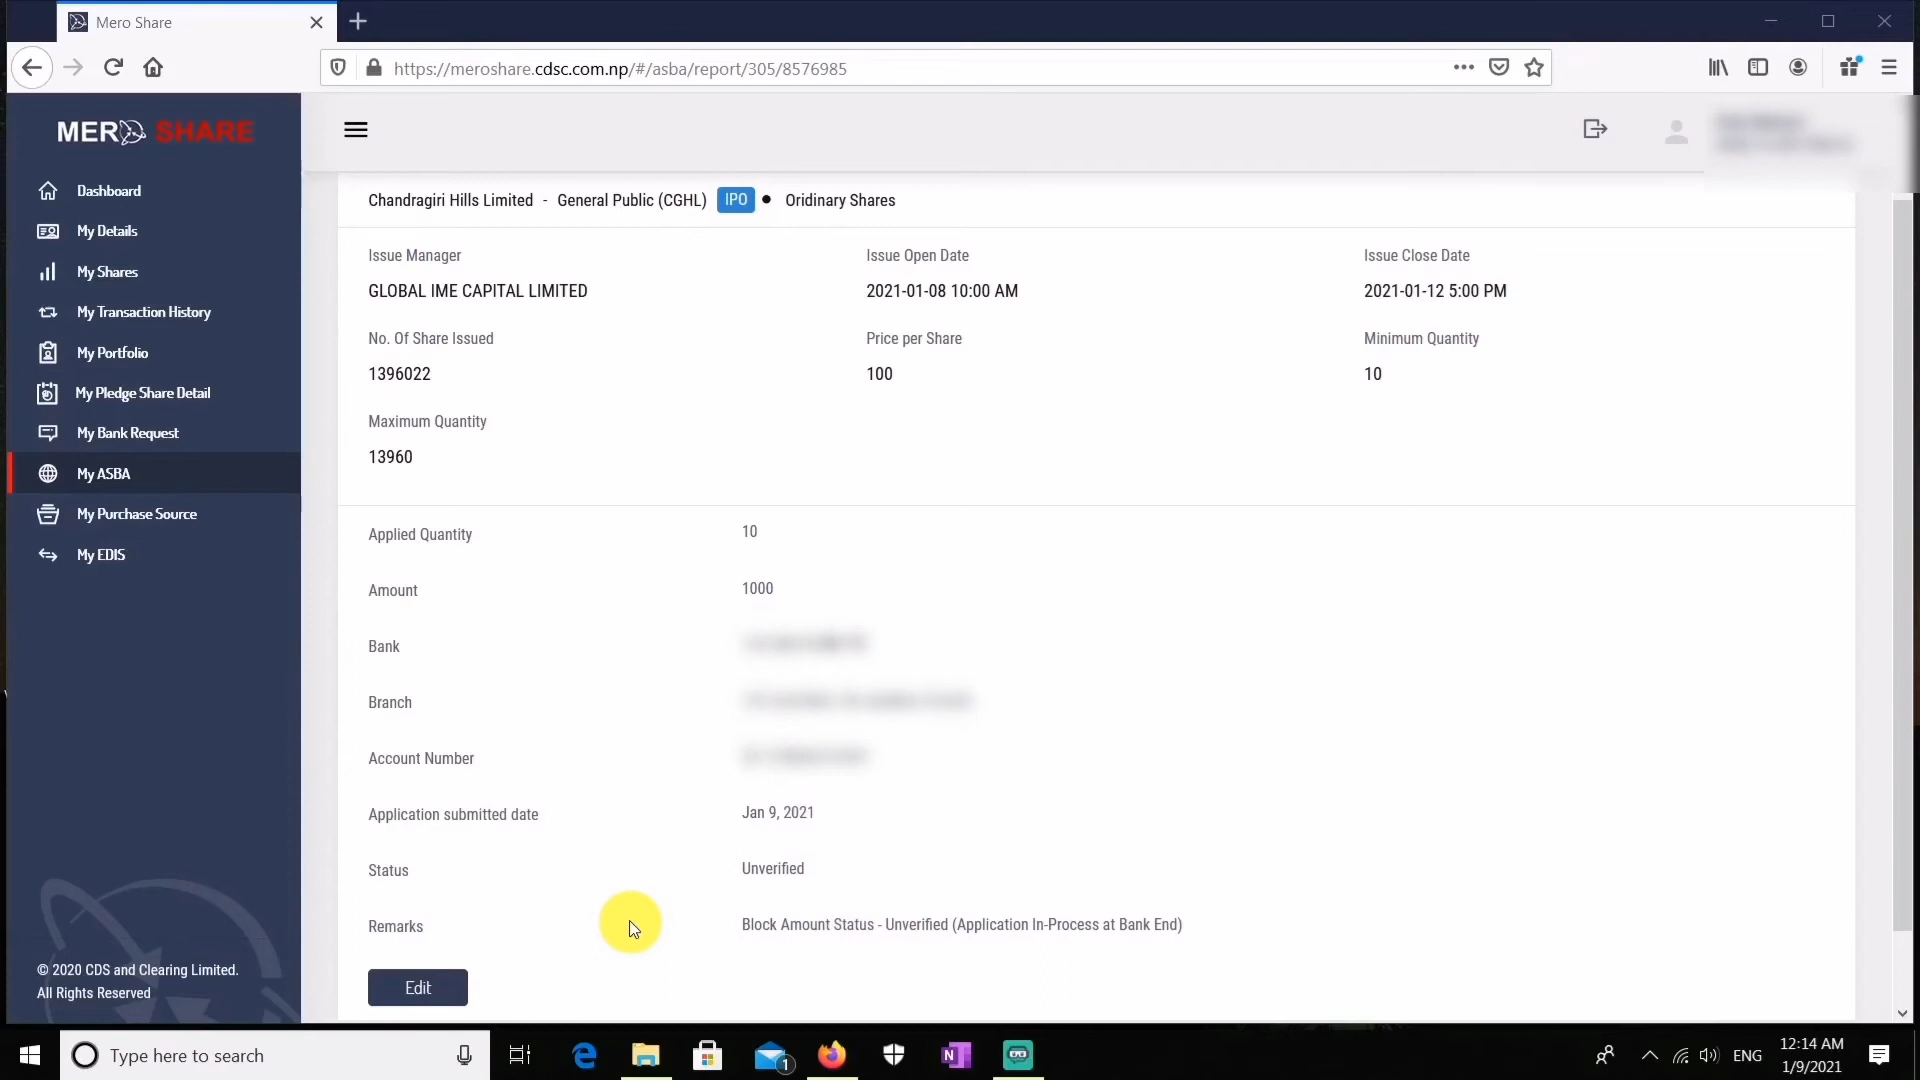 Mero Share
https://meroshare.cdsc.com.np/#/asba/report/305/8576985
MERO SHARE
Dashboard
My Details
My Shares
My Transaction History
My Portfolio
My Pledge Share Detail
My Bank Request
My ASBA
My Purchase Source
My EDIS
© 2020 CDS and Clearing Limited.
All Rights Reserved
Chandragiri Hills Limited - General Public (CGHL) IPO ● Oridinary Shares
Issue Manager Issue Open Date Issue Close Date
GLOBAL IME CAPITAL LIMITED 2021-01-08 10:00 AM 2021-01-12 5:00 PM
No. Of Share Issued Price per Share Minimum Quantity
1396022 100 10
Maximum Quantity
13960
Applied Quantity 10
Amount 1000
Bank
Branch
Account Number
Application submitted date Jan 9, 2021
Status Unverified
Remarks Block Amount Status - Unverified (Application In-Process at Bank End)
Edit
Type here to search
1
N
ENG
12:14 AM
1/9/2021